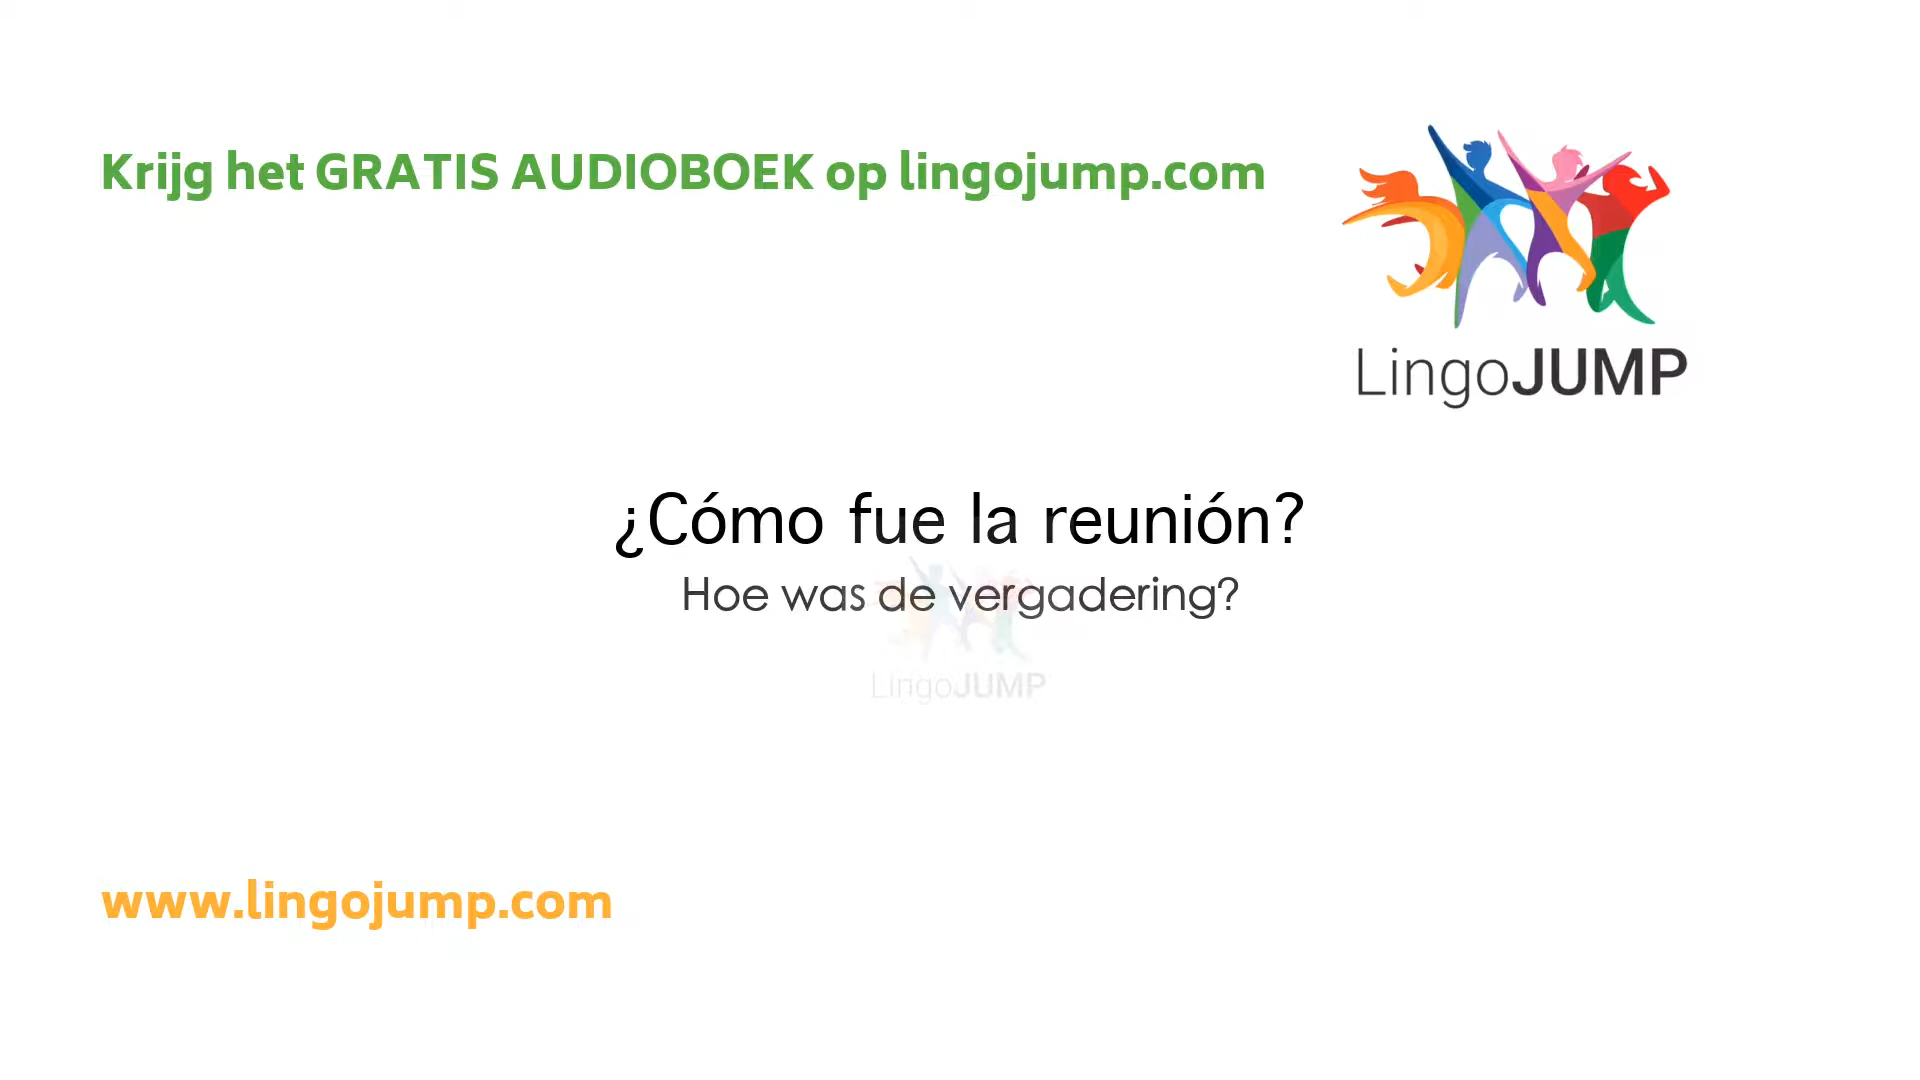 Krijg het GRATIS AUDIOBOEK op lingojump.com
LingoJUMP
¿Cómo fue la reunión?
Hoe was de vergadering?
LingoJUMP
www.lingojump.com